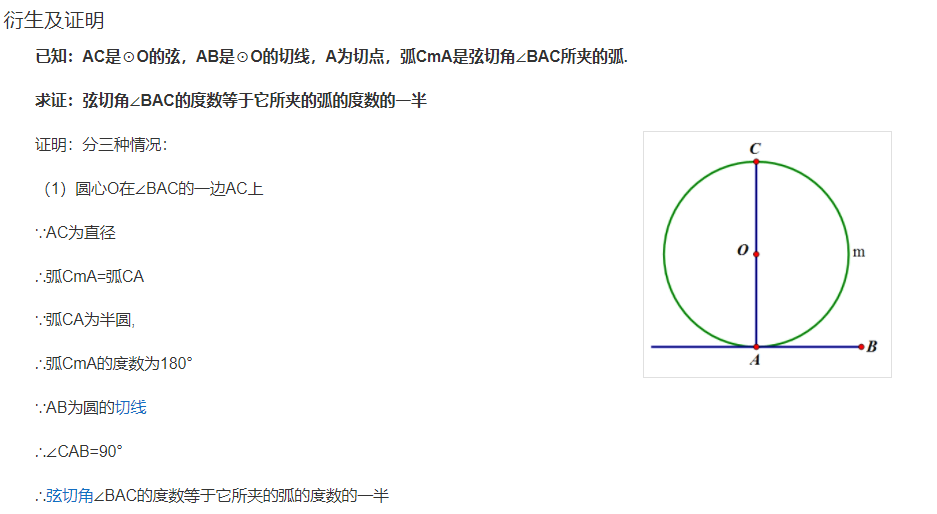 衍生及证明
已知：AC是⊙O的弦，AB是⊙O的切线，A为切点，弧CmA是弦切角∠BAC所夹的弧.
求证：弦切角∠BAC的度数等于它所夹的弧的度数的一半
证明：分三种情况：
（1）圆心O在∠BAC的一边AC上
∵AC为直径
∴弧CmA=弧CA
∵弧CA为半圆,
∴弧CmA的度数为180°
∵AB为圆的切线
∴∠CAB=90°
∴弦切角∠BAC的度数等于它所夹的弧的度数的一半
C
O
m
B
A